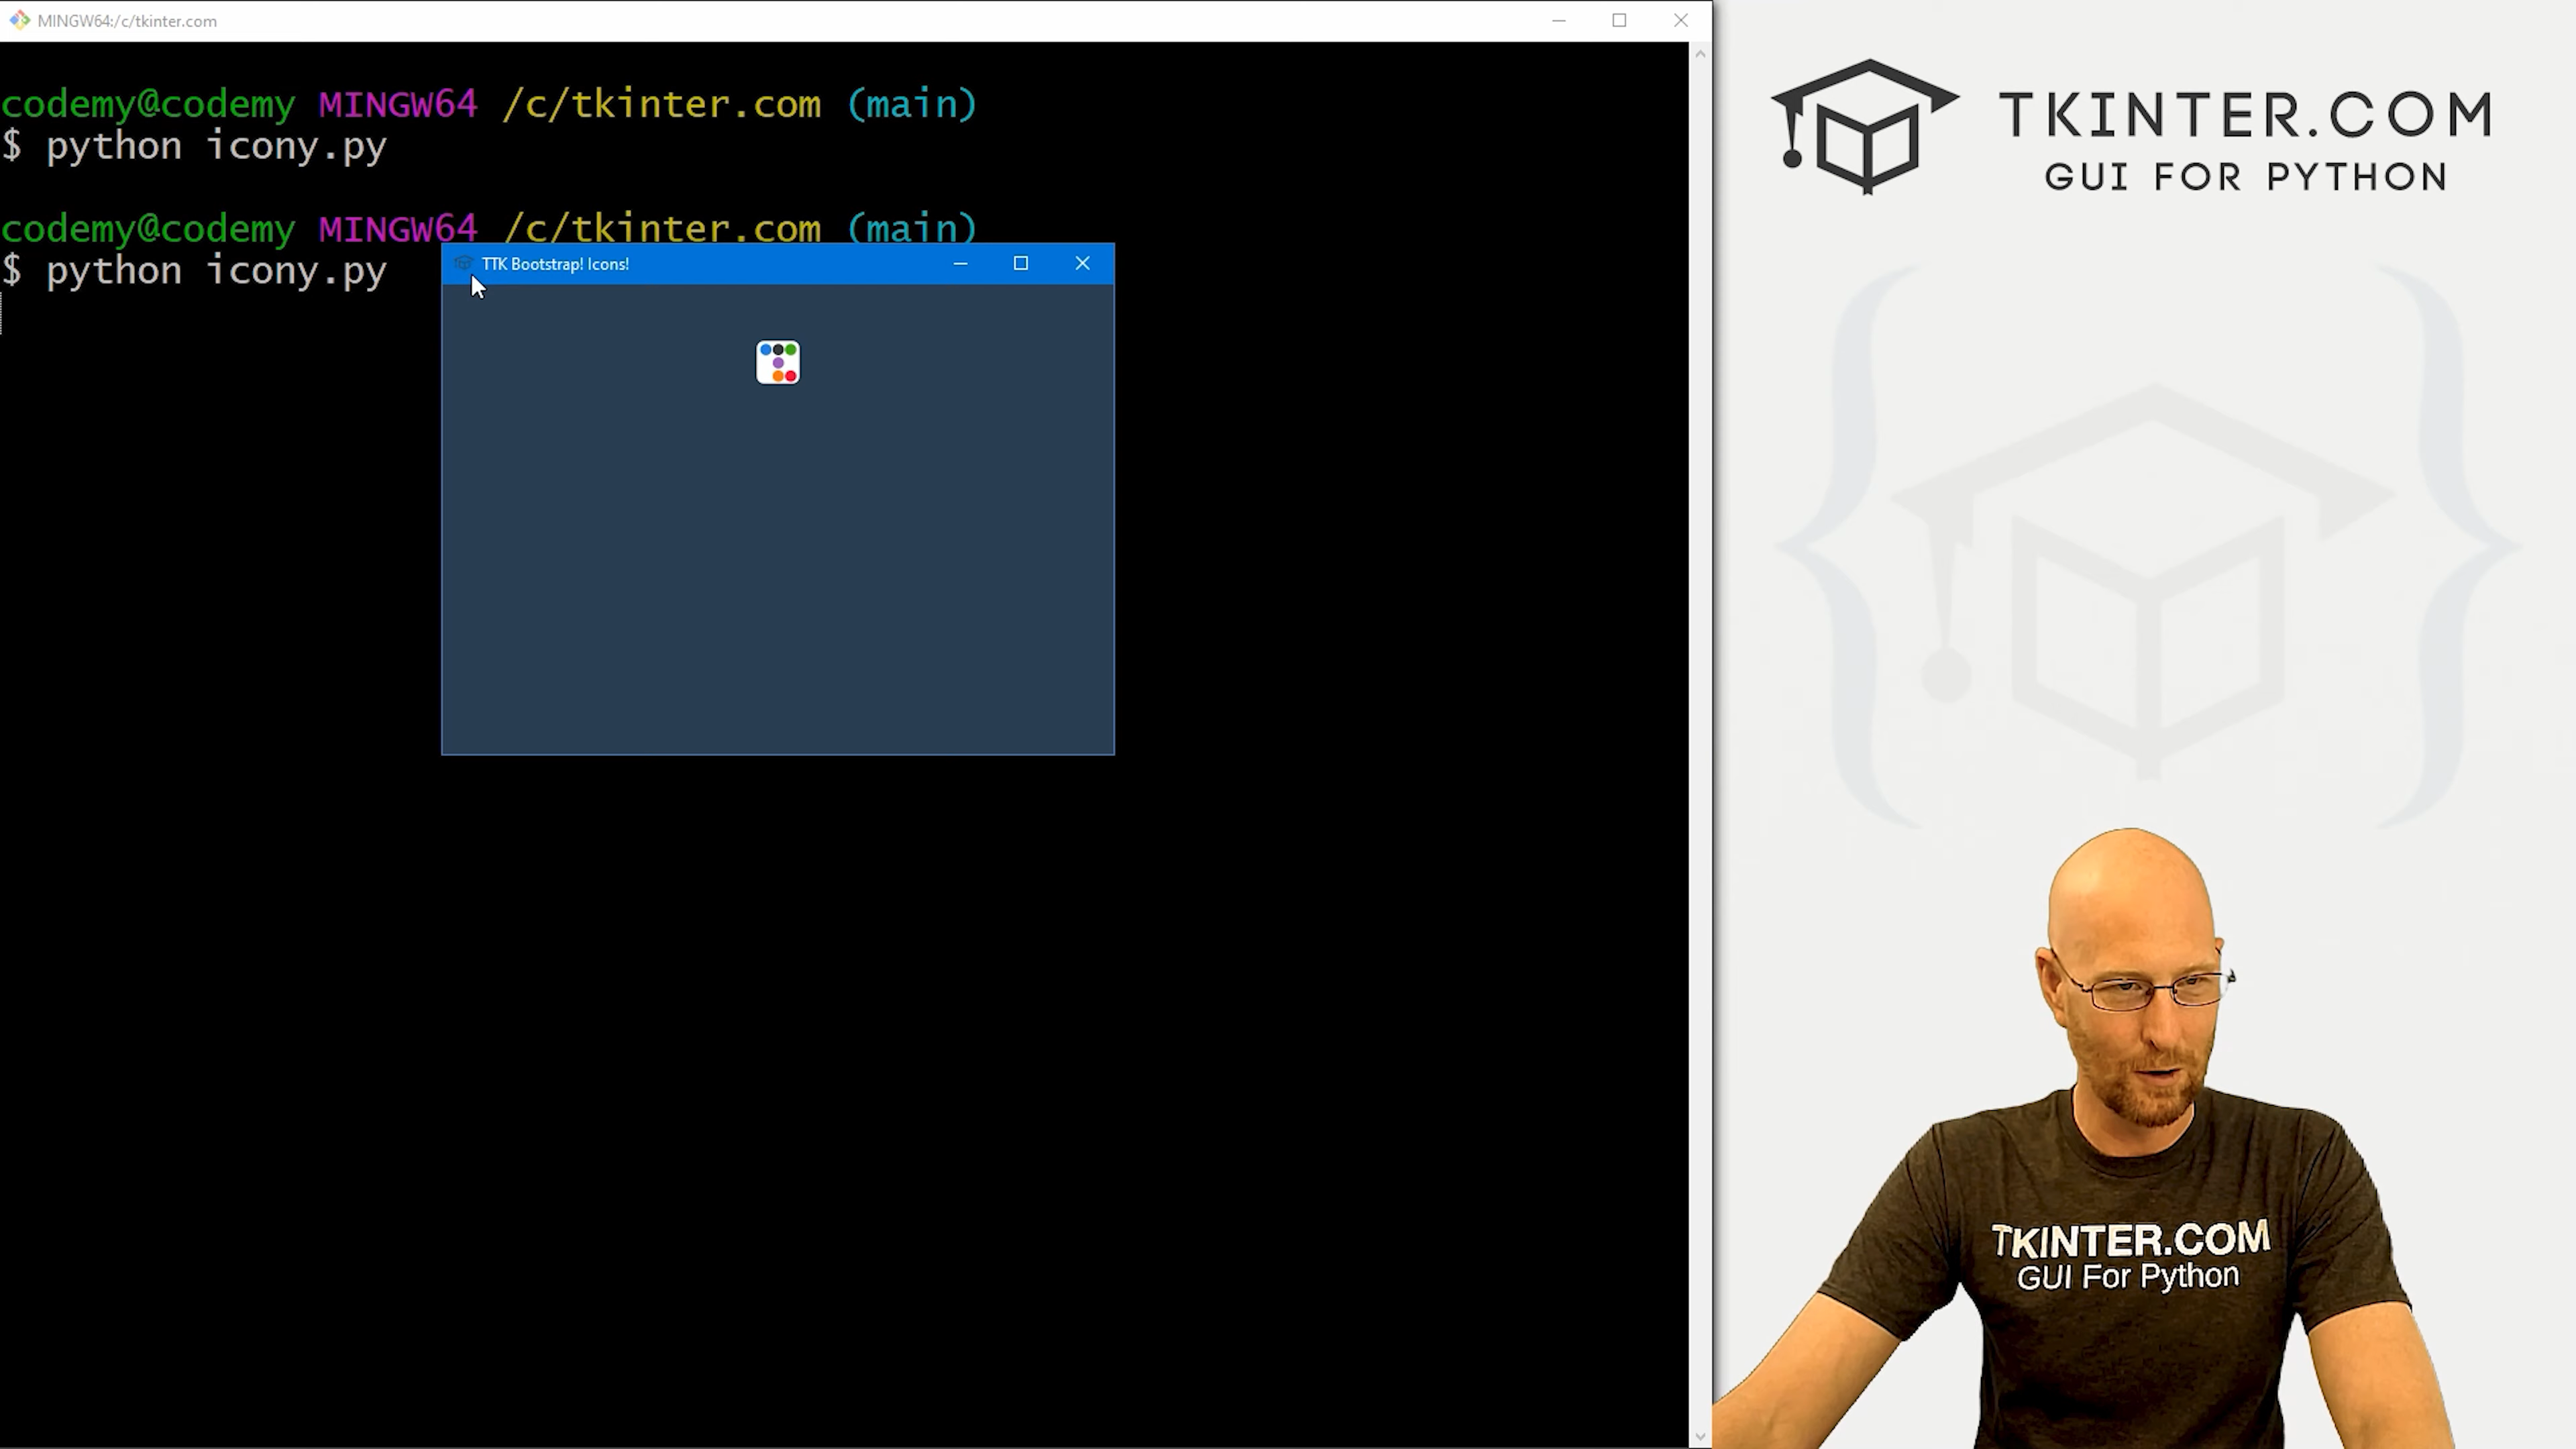 MINGW64:/c/tkinter.com
codemy@codemy MINGW64 /c/tkinter.com (main)
$ python icony.py
codemy@codemy MINGW64 /c/tkinter.com (main)
$ python icony.py
TTK Bootstrap! Icons!
TKINTER.COM
GUI FOR PYTHON
TKINTER.COM
GUI For Python